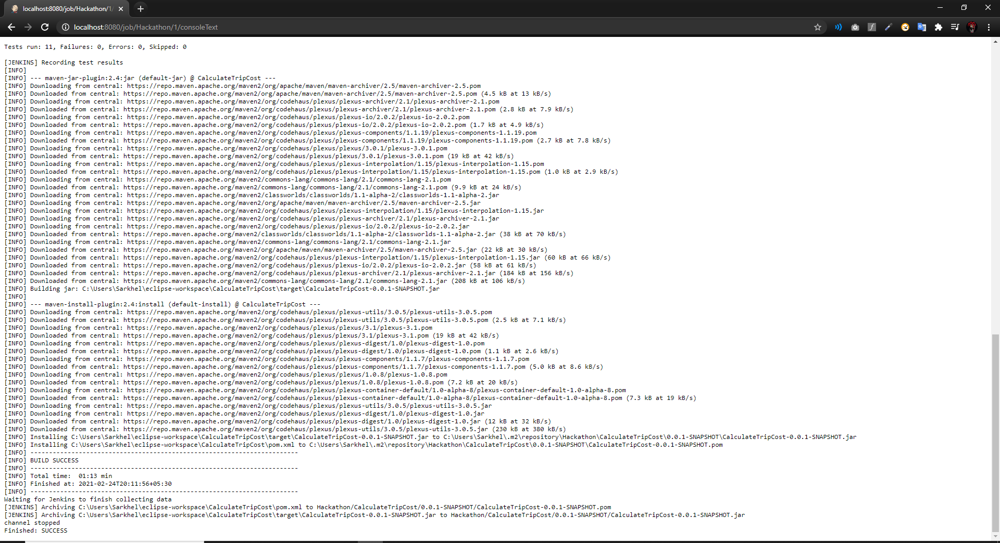 localhost:8080/job/Hackathon/1/
localhost:8080/job/Hackathon/1/consoleText
Tests run: 11, Failures: 0, Errors: 0, Skipped: 0
[JENKINS] Recording test results
[INFO]
[INFO] --- maven-jar-plugin:2.4:jar (default-jar) @ CalculateTripCost ---
[INFO] Downloading from central: https://repo.maven.apache.org/maven2/org/apache/maven/maven-archiver/2.5/maven-archiver-2.5.pom
[INFO] Downloaded from central: https://repo.maven.apache.org/maven2/org/apache/maven/maven-archiver/2.5/maven-archiver-2.5.pom (4.5 kB at 13 kB/s)
[INFO] Downloading from central: https://repo.maven.apache.org/maven2/org/codehaus/plexus/plexus-archiver/2.1/plexus-archiver-2.1.pom
[INFO] Downloaded from central: https://repo.maven.apache.org/maven2/org/codehaus/plexus/plexus-archiver/2.1/plexus-archiver-2.1.pom (2.8 kB at 7.9 kB/s)
[INFO] Downloading from central: https://repo.maven.apache.org/maven2/org/codehaus/plexus/plexus-io/2.0.2/plexus-io-2.0.2.pom
[INFO] Downloaded from central: https://repo.maven.apache.org/maven2/org/codehaus/plexus/plexus-io/2.0.2/plexus-io-2.0.2.pom (1.7 kB at 4.9 kB/s)
[INFO] Downloading from central: https://repo.maven.apache.org/maven2/org/codehaus/plexus/plexus-components/1.1.19/plexus-components-1.1.19.pom
[INFO] Downloaded from central: https://repo.maven.apache.org/maven2/org/codehaus/plexus/plexus-components/1.1.19/plexus-components-1.1.19.pom (2.7 kB at 7.8 kB/s)
[INFO] Downloading from central: https://repo.maven.apache.org/maven2/org/codehaus/plexus/plexus/3.0.1/plexus-3.0.1.pom
[INFO] Downloaded from central: https://repo.maven.apache.org/maven2/org/codehaus/plexus/plexus/3.0.1/plexus-3.0.1.pom (19 kB at 42 kB/s)
[INFO] Downloading from central: https://repo.maven.apache.org/maven2/org/codehaus/plexus/plexus-interpolation/1.15/plexus-interpolation-1.15.pom
[INFO] Downloaded from central: https://repo.maven.apache.org/maven2/org/codehaus/plexus/plexus-interpolation/1.15/plexus-interpolation-1.15.pom (1.0 kB at 2.9 kB/s)
[INFO] Downloading from central: https://repo.maven.apache.org/maven2/commons-lang/commons-lang/2.1/commons-lang-2.1.pom
[INFO] Downloaded from central: https://repo.maven.apache.org/maven2/commons-lang/commons-lang/2.1/commons-lang-2.1.pom (9.9 kB at 24 kB/s)
[INFO] Downloading from central: https://repo.maven.apache.org/maven2/classworlds/classworlds/1.1-alpha-2/classworlds-1.1-alpha-2.jar
[INFO] Downloading from central: https://repo.maven.apache.org/maven2/org/apache/maven/maven-archiver/2.5/maven-archiver-2.5.jar
[INFO] Downloading from central: https://repo.maven.apache.org/maven2/org/codehaus/plexus/plexus-interpolation/1.15/plexus-interpolation-1.15.jar
[INFO] Downloading from central: https://repo.maven.apache.org/maven2/org/codehaus/plexus/plexus-archiver/2.1/plexus-archiver-2.1.jar
[INFO] Downloading from central: https://repo.maven.apache.org/maven2/org/codehaus/plexus/plexus-io/2.0.2/plexus-io-2.0.2.jar
[INFO] Downloaded from central: https://repo.maven.apache.org/maven2/classworlds/classworlds/1.1-alpha-2/classworlds-1.1-alpha-2.jar (38 kB at 70 kB/s)
[INFO] Downloading from central: https://repo.maven.apache.org/maven2/commons-lang/commons-lang/2.1/commons-lang-2.1.jar
[INFO] Downloaded from central: https://repo.maven.apache.org/maven2/org/apache/maven/maven-archiver/2.5/maven-archiver-2.5.jar (22 kB at 30 kB/s)
[INFO] Downloaded from central: https://repo.maven.apache.org/maven2/org/codehaus/plexus/plexus-interpolation/1.15/plexus-interpolation-1.15.jar (60 kB at 66 kB/s)
[INFO] Downloaded from central: https://repo.maven.apache.org/maven2/org/codehaus/plexus/plexus-io/2.0.2/plexus-io-2.0.2.jar (58 kB at 61 kB/s)
[INFO] Downloaded from central: https://repo.maven.apache.org/maven2/org/codehaus/plexus/plexus-archiver/2.1/plexus-archiver-2.1.jar (184 kB at 156 kB/s)
[INFO] Downloaded from central: https://repo.maven.apache.org/maven2/commons-lang/commons-lang/2.1/commons-lang-2.1.jar (208 kB at 106 kB/s)
[INFO] Building jar: C:\Users\Sarkhel\eclipse-workspace\CalculateTripCost\target\CalculateTripCost-0.0.1-SNAPSHOT.jar
[INFO]
[INFO] --- maven-install-plugin:2.4:install (default-install) @ CalculateTripCost ---
[INFO] Downloading from central: https://repo.maven.apache.org/maven2/org/codehaus/plexus/plexus-utils/3.0.5/plexus-utils-3.0.5.pom
[INFO] Downloaded from central: https://repo.maven.apache.org/maven2/org/codehaus/plexus/plexus-utils/3.0.5/plexus-utils-3.0.5.pom (2.5 kB at 7.1 kB/s)
[INFO] Downloading from central: https://repo.maven.apache.org/maven2/org/codehaus/plexus/plexus/3.1/plexus-3.1.pom
[INFO] Downloaded from central: https://repo.maven.apache.org/maven2/org/codehaus/plexus/plexus/3.1/plexus-3.1.pom (19 kB at 42 kB/s)
[INFO] Downloading from central: https://repo.maven.apache.org/maven2/org/codehaus/plexus/plexus-digest/1.0/plexus-digest-1.0.pom
[INFO] Downloaded from central: https://repo.maven.apache.org/maven2/org/codehaus/plexus/plexus-digest/1.0/plexus-digest-1.0.pom (1.1 kB at 2.6 kB/s)
[INFO] Downloading from central: https://repo.maven.apache.org/maven2/org/codehaus/plexus/plexus-components/1.1.7/plexus-components-1.1.7.pom
[INFO] Downloaded from central: https://repo.maven.apache.org/maven2/org/codehaus/plexus/plexus-components/1.1.7/plexus-components-1.1.7.pom (5.0 kB at 8.6 kB/s)
[INFO] Downloading from central: https://repo.maven.apache.org/maven2/org/codehaus/plexus/plexus/1.0.8/plexus-1.0.8.pom
[INFO] Downloaded from central: https://repo.maven.apache.org/maven2/org/codehaus/plexus/plexus/1.0.8/plexus-1.0.8.pom (7.2 kB at 20 kB/s)
[INFO] Downloading from central: https://repo.maven.apache.org/maven2/org/codehaus/plexus/plexus-container-default/1.0-alpha-8/plexus-container-default-1.0-alpha-8.pom
[INFO] Downloaded from central: https://repo.maven.apache.org/maven2/org/codehaus/plexus/plexus-container-default/1.0-alpha-8/plexus-container-default-1.0-alpha-8.pom (7.3 kB at 19 kB/s)
[INFO] Downloading from central: https://repo.maven.apache.org/maven2/org/codehaus/plexus/plexus-utils/3.0.5/plexus-utils-3.0.5.jar
[INFO] Downloading from central: https://repo.maven.apache.org/maven2/org/codehaus/plexus/plexus-digest/1.0/plexus-digest-1.0.jar
[INFO] Downloaded from central: https://repo.maven.apache.org/maven2/org/codehaus/plexus/plexus-digest/1.0/plexus-digest-1.0.jar (12 kB at 32 kB/s)
[INFO] Downloaded from central: https://repo.maven.apache.org/maven2/org/codehaus/plexus/plexus-utils/3.0.5/plexus-utils-3.0.5.jar (230 kB at 380 kB/s)
[INFO] Installing C:\Users\Sarkhel\eclipse-workspace\CalculateTripCost\target\CalculateTripCost-0.0.1-SNAPSHOT.jar to C:\Users\Sarkhel\.m2\repository\Hackathon\CalculateTripCost\0.0.1-SNAPSHOT\CalculateTripCost-0.0.1-SNAPSHOT.jar
[INFO] Installing C:\Users\Sarkhel\eclipse-workspace\CalculateTripCost\pom.xml to C:\Users\Sarkhel\.m2\repository\Hackathon\CalculateTripCost\0.0.1-SNAPSHOT\CalculateTripCost-0.0.1-SNAPSHOT.pom
[INFO] ------------------------------------------------------------------------
[INFO] BUILD SUCCESS
[INFO] ------------------------------------------------------------------------
[INFO] Total time:  01:13 min
[INFO] Finished at: 2021-02-24T20:11:56+05:30
[INFO] ------------------------------------------------------------------------
Waiting for Jenkins to finish collecting data
[JENKINS] Archiving C:\Users\Sarkhel\eclipse-workspace\CalculateTripCost\pom.xml to Hackathon/CalculateTripCost/0.0.1-SNAPSHOT/CalculateTripCost-0.0.1-SNAPSHOT.pom
[JENKINS] Archiving C:\Users\Sarkhel\eclipse-workspace\CalculateTripCost\target\CalculateTripCost-0.0.1-SNAPSHOT.jar to Hackathon/CalculateTripCost/0.0.1-SNAPSHOT/CalculateTripCost-0.0.1-SNAPSHOT.jar
channel stopped
Finished: SUCCESS